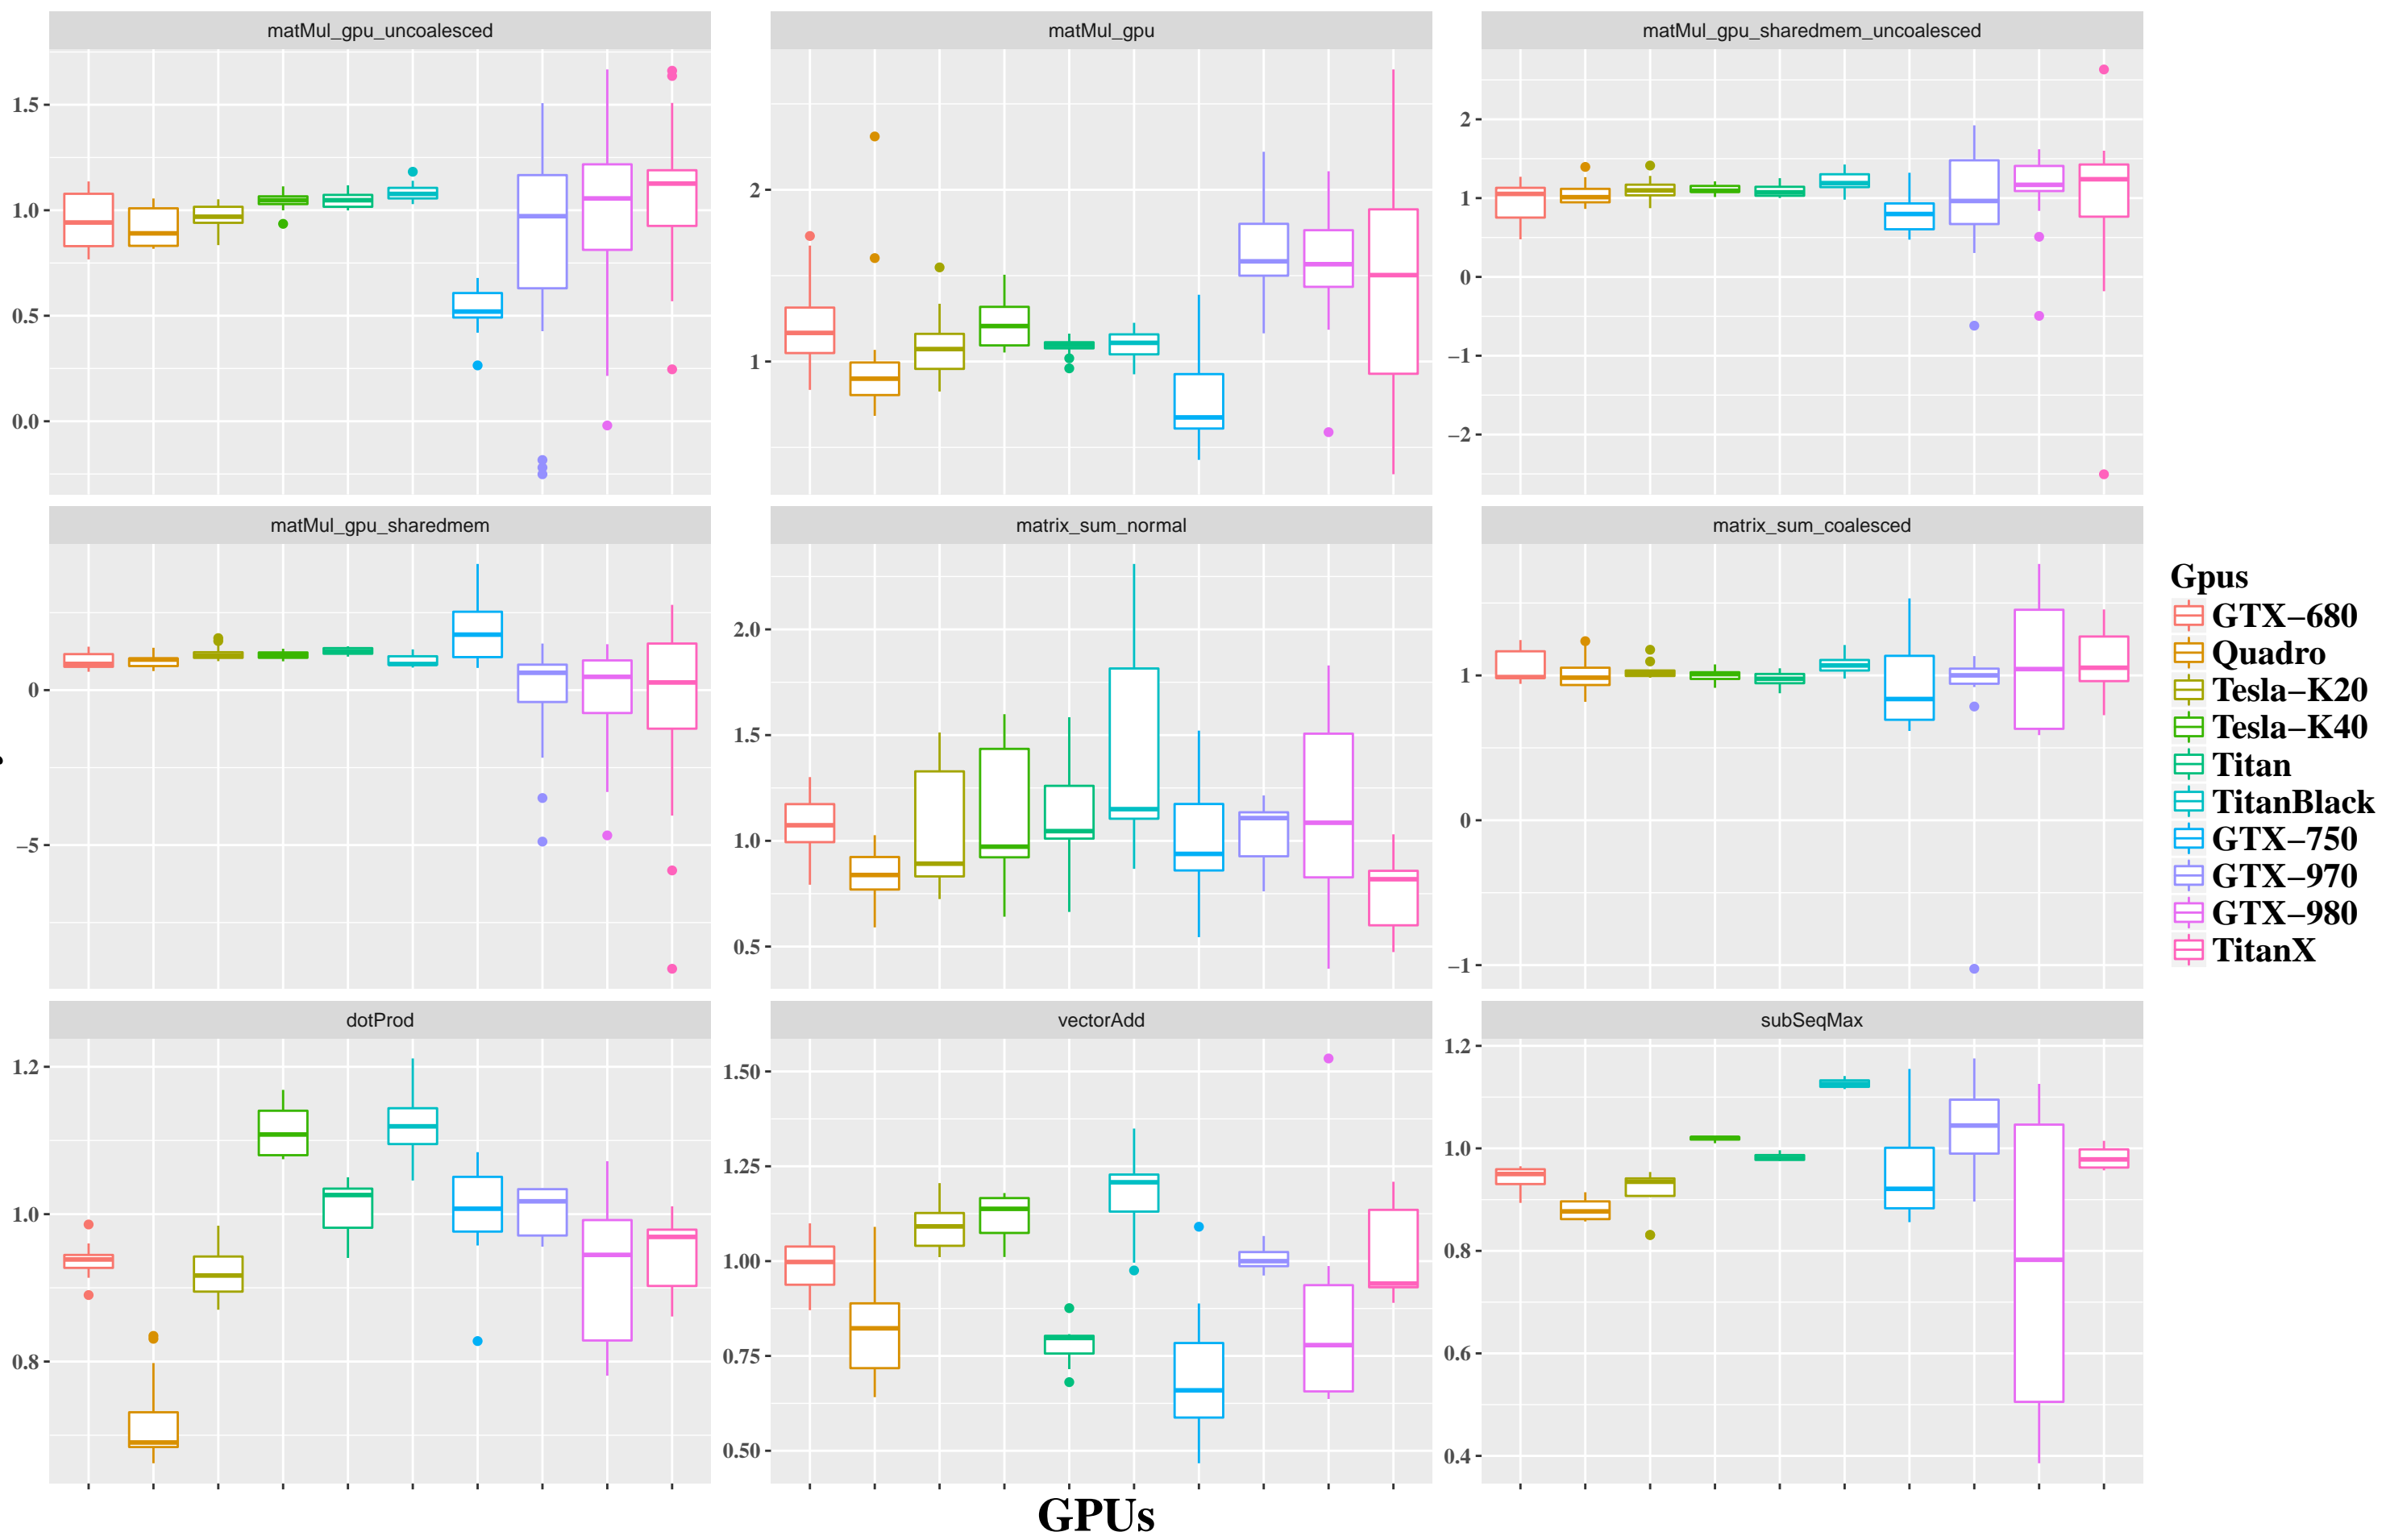 matMul_gpu_uncoalesced
matMul_gpu
matMul_gpu_sharedmem_uncoalesced
1.5
1.0
0.5
0.0
2
1
2
1
0
−1
−2
matMul_gpu_sharedmem
matrix_sum_normal
matrix_sum_coalesced
0
−5
2.0
1.5
1.0
0.5
1
0
−1
dotProd
vectorAdd
subSeqMax
1.2
1.0
0.8
1.50
1.25
1.00
0.75
0.50
1.2
1.0
0.8
0.6
0.4
GPUs
Gpus
GTX−680
Quadro
Tesla−K20
Tesla−K40
Titan
TitanBlack
GTX−750
GTX−970
GTX−980
TitanX